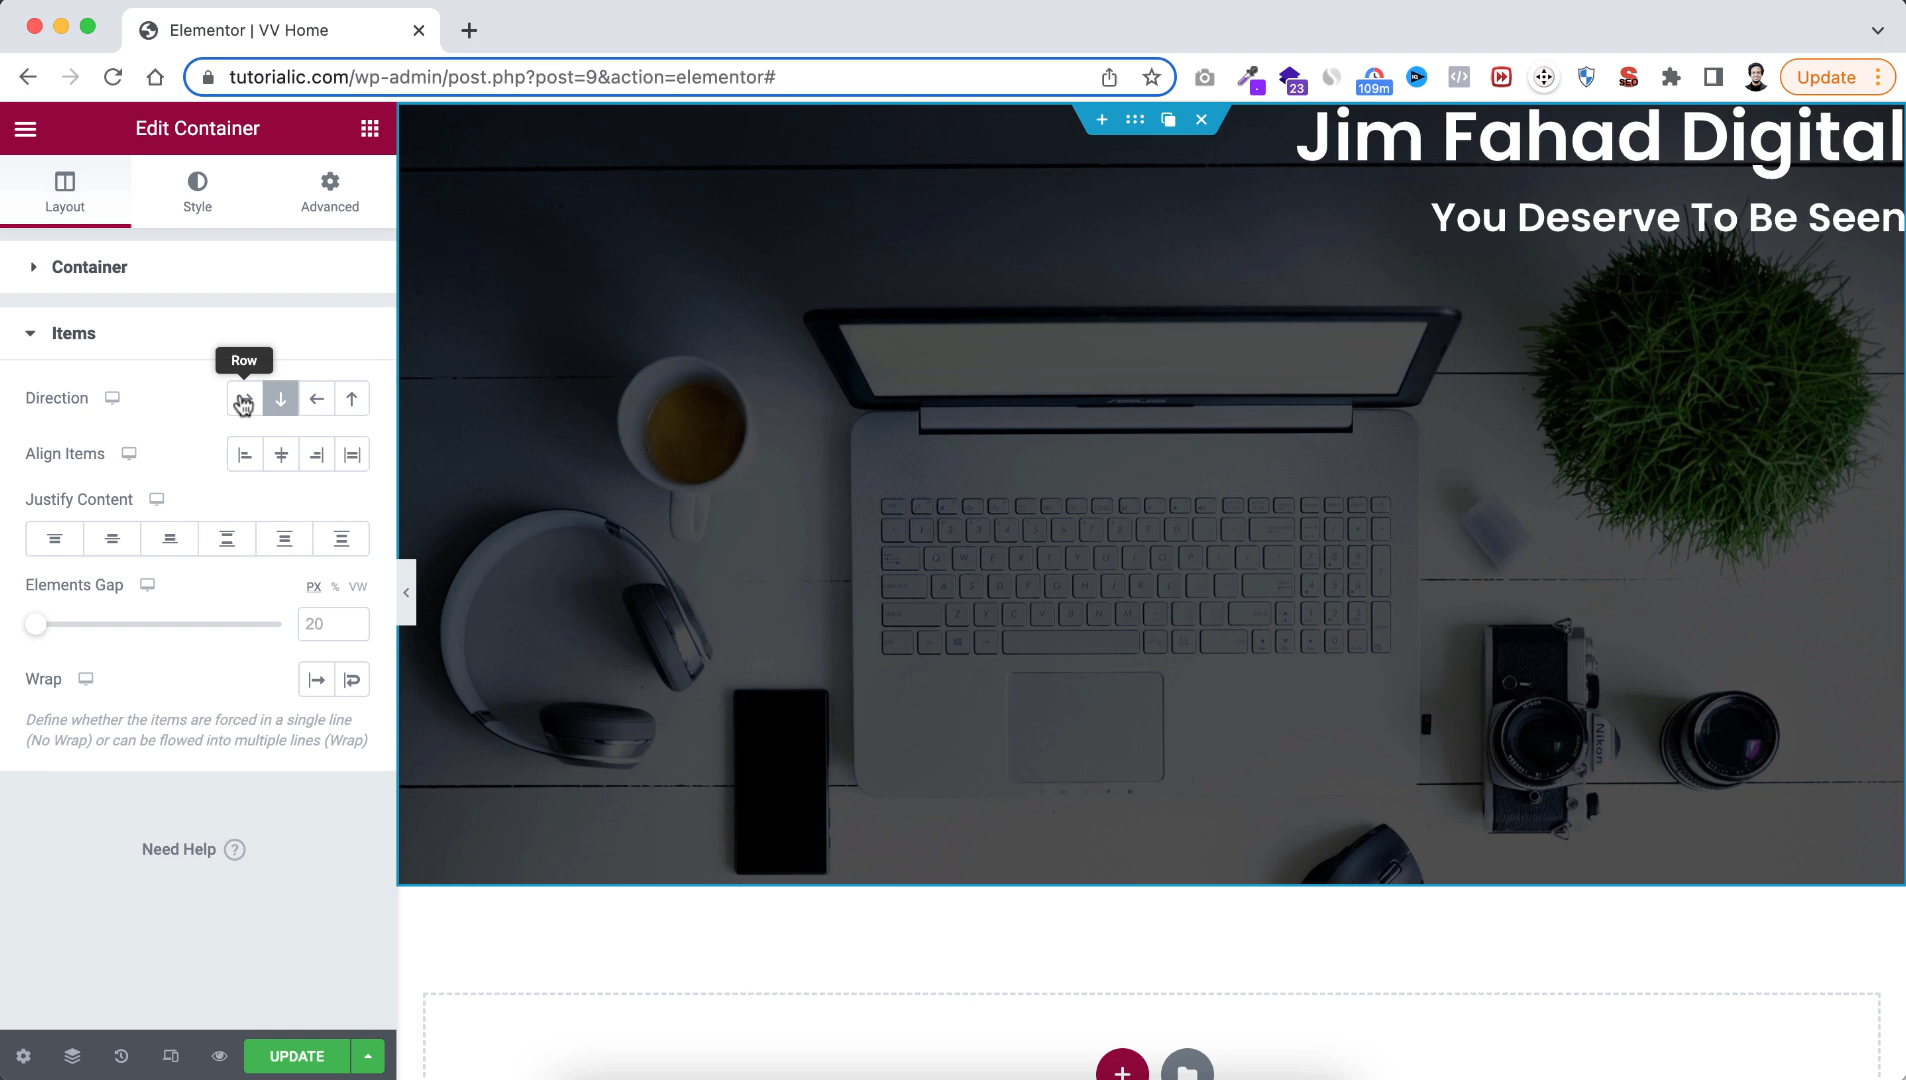 Elementor | VV Home
tutorialic.com/wp-admin/post.php?post=9&action=elementor#
23
109m
SEO
Update
Edit Container
Layout
Style
Advanced
Container
Items
Row
Direction
Align Items
Justify Content
Elements Gap
PX % VW
20
Wrap
Define whether the items are forced in a single line
(No Wrap) or can be flowed into multiple lines (Wrap)
Need Help ?
UPDATE
Jim Fahad Digital
You Deserve To Be Seen
ASUS
Nikon